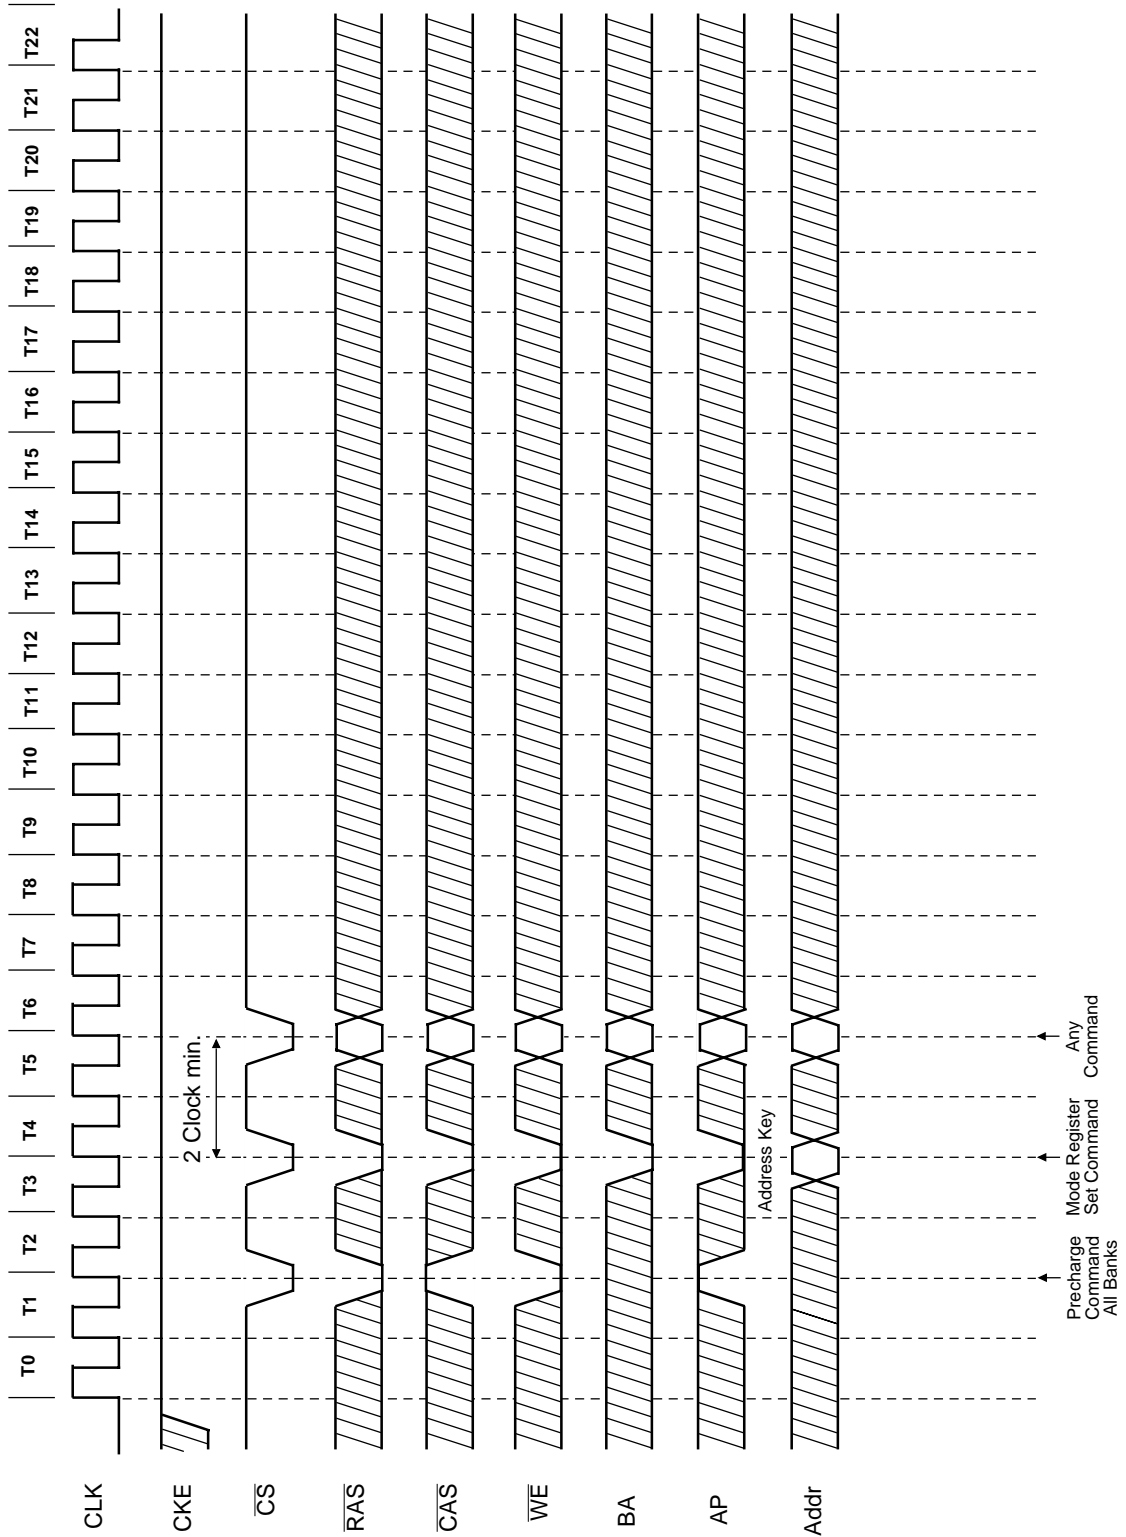 T0 T1 T2 T3 T4 T5 T6 T7 T8 T9 T10 T11 T12 T13 T14 T15 T16 T17 T18 T19 T20 T21 T22
CLK
CKE
CS
2 Clock min.
RAS
CAS
WE
BA
AP
Address Key
Addr
Precharge
Command
All Banks
Mode Register
Set Command
Any
Command